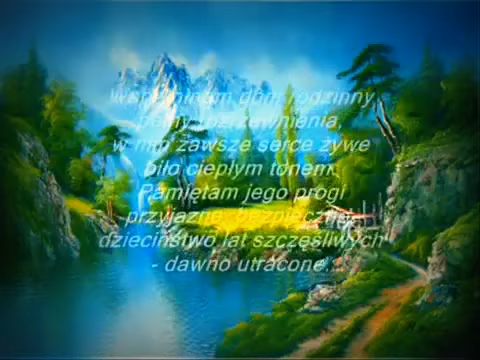 wspominam dom rodzinny
pełny
w nim zawsze serce żywe
biło ciepłym tonem
Pamiętam jego progi
przyjazne, bezpieczne
dzieciństwo lat szczęśliwych
- dawno utracone